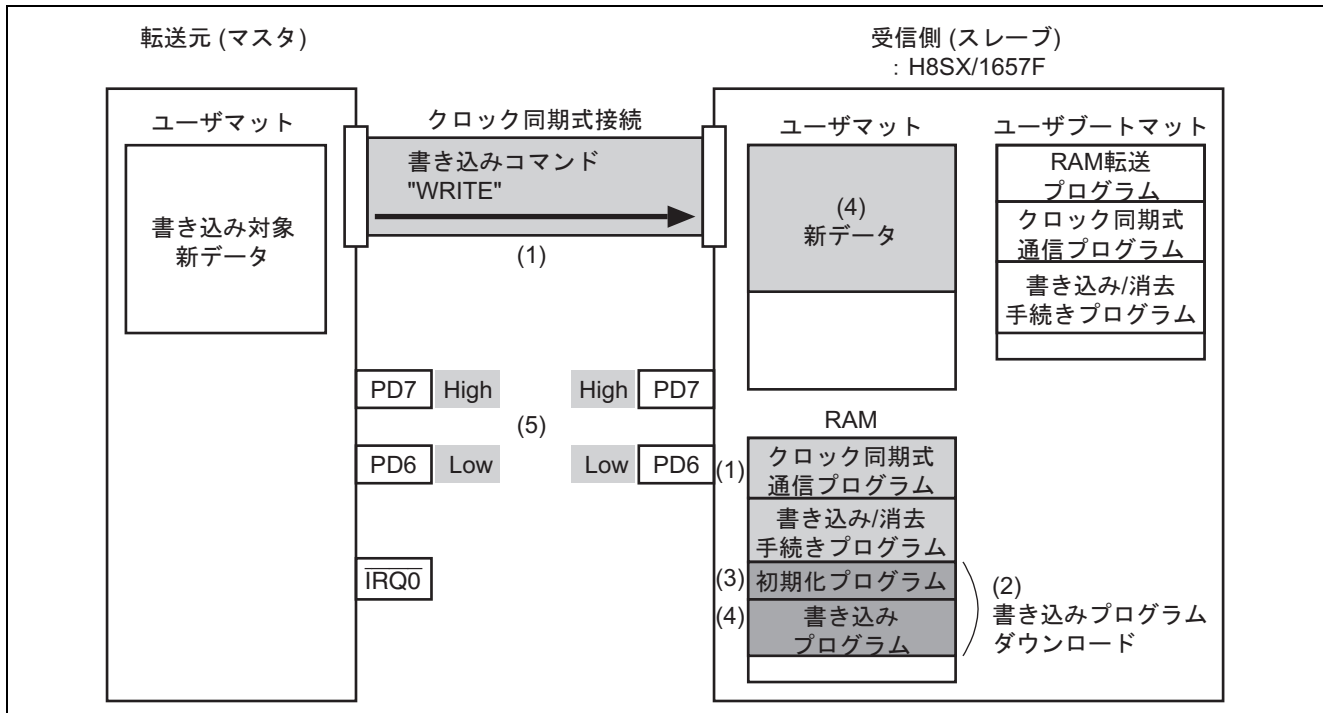 転送元 (マスタ)
受信側 (スレーブ)
: H8SX/1657F
ユーザマット
クロック同期式接続
ユーザマット
ユーザブートマット
書き込み対象
新データ
書き込みコマンド
"WRITE"
(1)
(4)
新データ
RAM転送
プログラム
クロック同期式
通信プログラム
書き込み/消去
手続きプログラム
PD7 High
High PD7
(5)
PD6 Low
Low PD6
IRQ0
RAM
(1) クロック同期式
通信プログラム
書き込み/消去
手続きプログラム
(3) 初期化プログラム
(4) 書き込み
プログラム
(2)
書き込みプログラム
ダウンロード